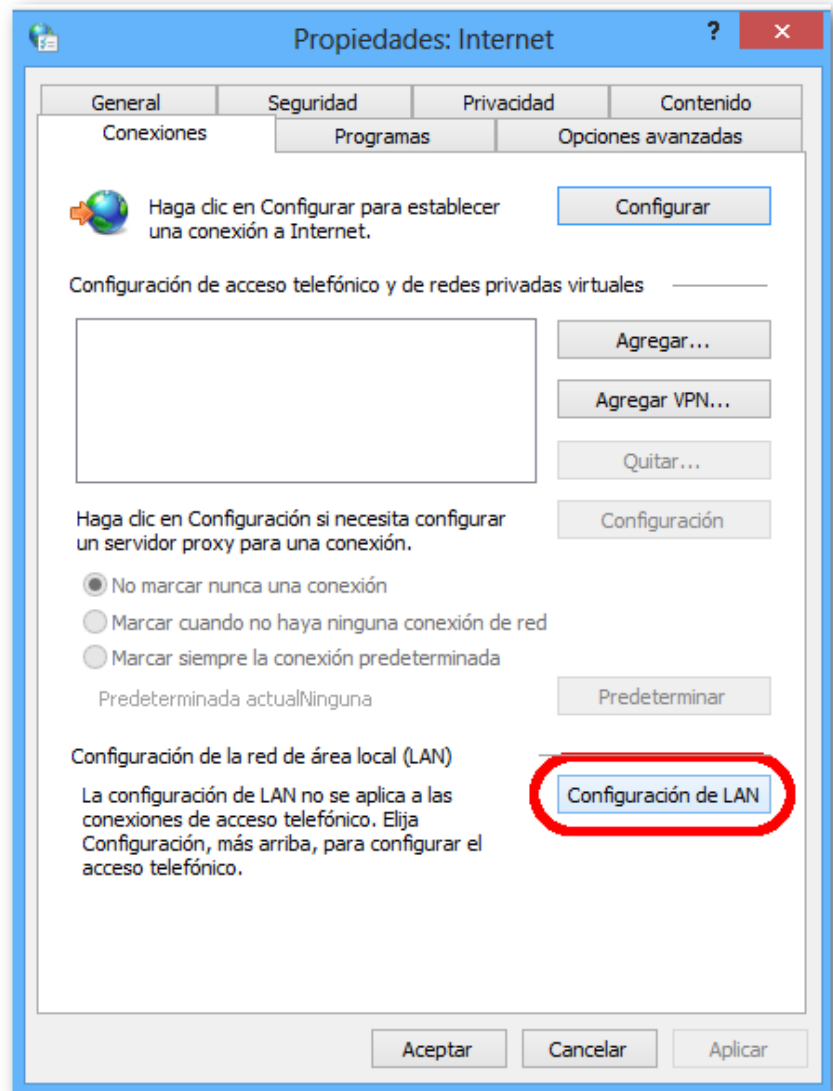 Propiedades: Internet
?
General
Seguridad
Privacidad
Contenido
Conexiones
Programas
Opciones avanzadas
Haga clic en Configurar para establecer
una conexión a Internet.
Configurar
Configuración de acceso telefónico y de redes privadas virtuales
Agregar...
Agregar VPN...
Quitar...
Haga clic en Configuración si necesita configurar
un servidor proxy para una conexión.
Configuración
No marcar nunca una conexión
Marcar cuando no haya ninguna conexión de red
Marcar siempre la conexión predeterminada
Predeterminada actualNinguna
Predeterminar
Configuración de la red de área local (LAN)
La configuración de LAN no se aplica a las
conexiones de acceso telefónico. Elija
Configuración, más arriba, para configurar el
acceso telefónico.
Configuración de LAN
Aceptar
Cancelar
Aplicar